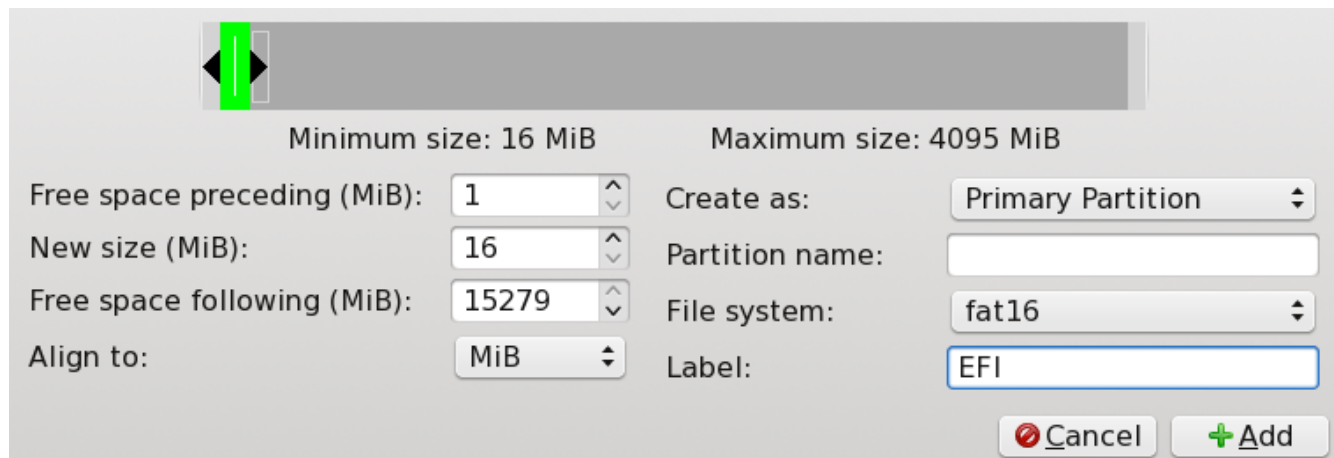 Minimum size: 16 MiB Maximum size: 4095 MiB
Free space preceding (MiB): 1 Create as: Primary Partition
New size (MiB): 16 Partition name:
Free space following (MiB): 15279 File system: fat16
Align to: MiB Label: EFI
Cancel Add